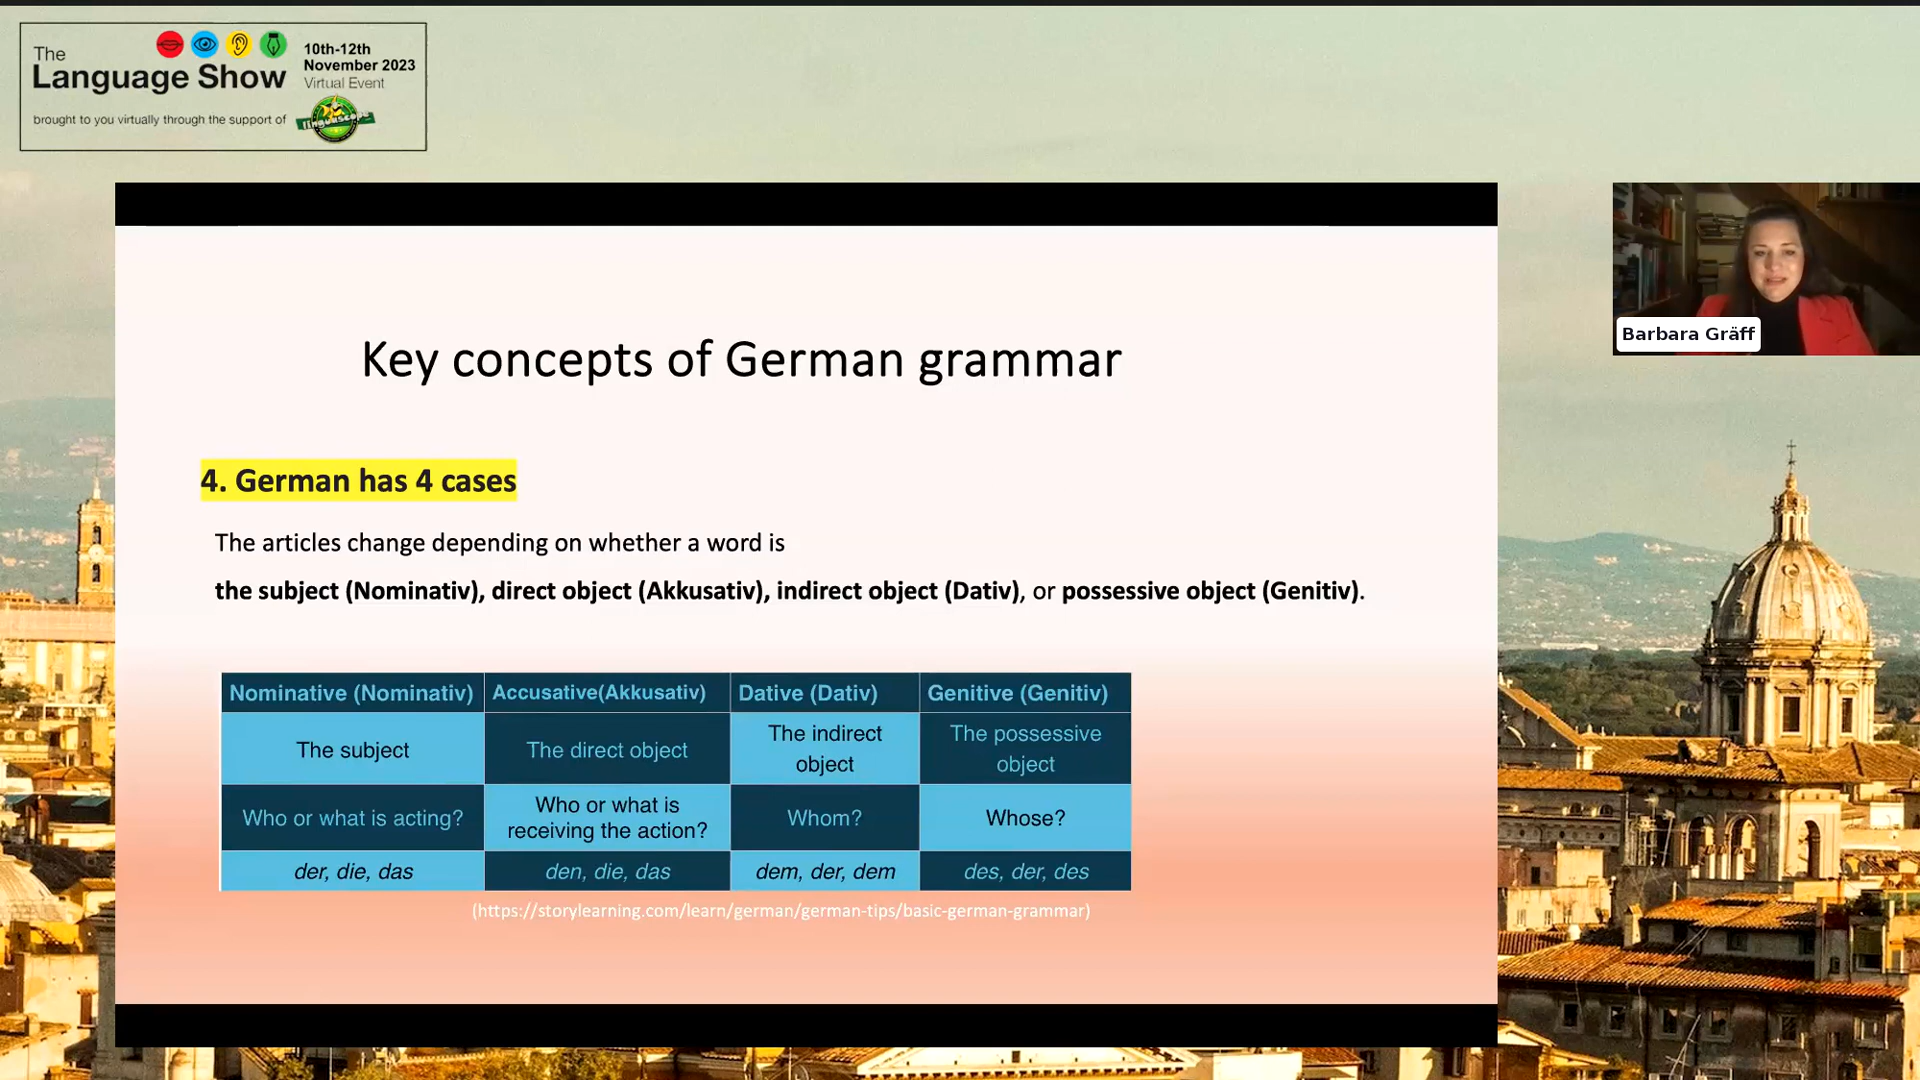 The
Language Show
10th-12th
November 2023
Virtual Event
brought to you virtually through the support of
linguascope
Barbara Gräff
Key concepts of German grammar
4. German has 4 cases
The articles change depending on whether a word is
the subject (Nominativ), direct object (Akkusativ), indirect object (Dativ), or possessive object (Genitiv).
Nominative (Nominativ) Accusative(Akkusativ) Dative (Dativ) Genitive (Genitiv)
The subject The direct object The indirect object The possessive object
Who or what is acting? Who or what is receiving the action? Whom? Whose?
der, die, das den, die, das dem, der, dem des, der, des
(https://storylearning.com/learn/german/german-tips/basic-german-grammar)